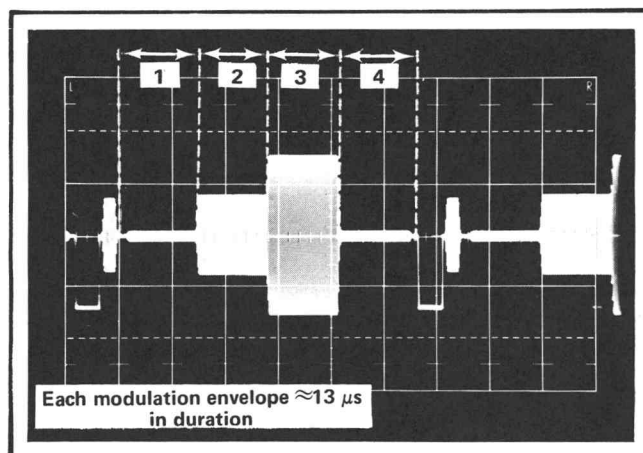 1 2 3 4
L R
Each modulation envelope ≈13 μs
in duration